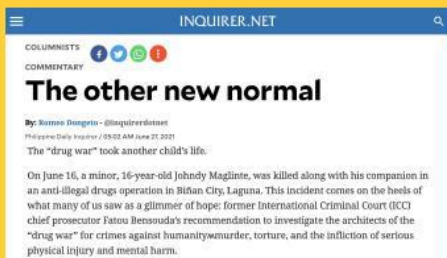 INQUIRER.NET
COLUMNISTS
COMMENTARY
The other new normal
By: Romeo Dongeto - @inquirerdotnet
Philippine Daily Inquirer / 05:02 AM June 27, 2021
The “drug war” took another child’s life.
On June 16, a minor, 16-year-old Johndy Maglinte, was killed along with his companion in
an anti-illegal drugs operation in Biñan City, Laguna. This incident comes on the heels of
what many of us saw as a glimmer of hope: former International Criminal Court (ICC)
chief prosecutor Fatou Bensouda’s recommendation to investigate the architects of the
“drug war” for crimes against humanitywmurder, torture, and the infliction of serious
physical injury and mental harm.